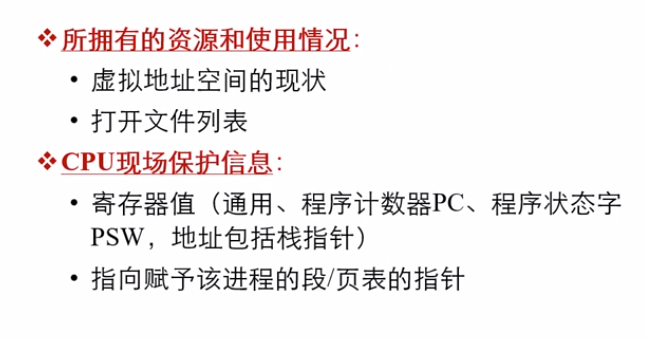 ❖所拥有的资源和使用情况：
• 虚拟地址空间的现状
• 打开文件列表
❖CPU现场保护信息：
• 寄存器值（通用、程序计数器PC、程序状态字
PSW，地址包括栈指针）
• 指向赋予该进程的段/页表的指针